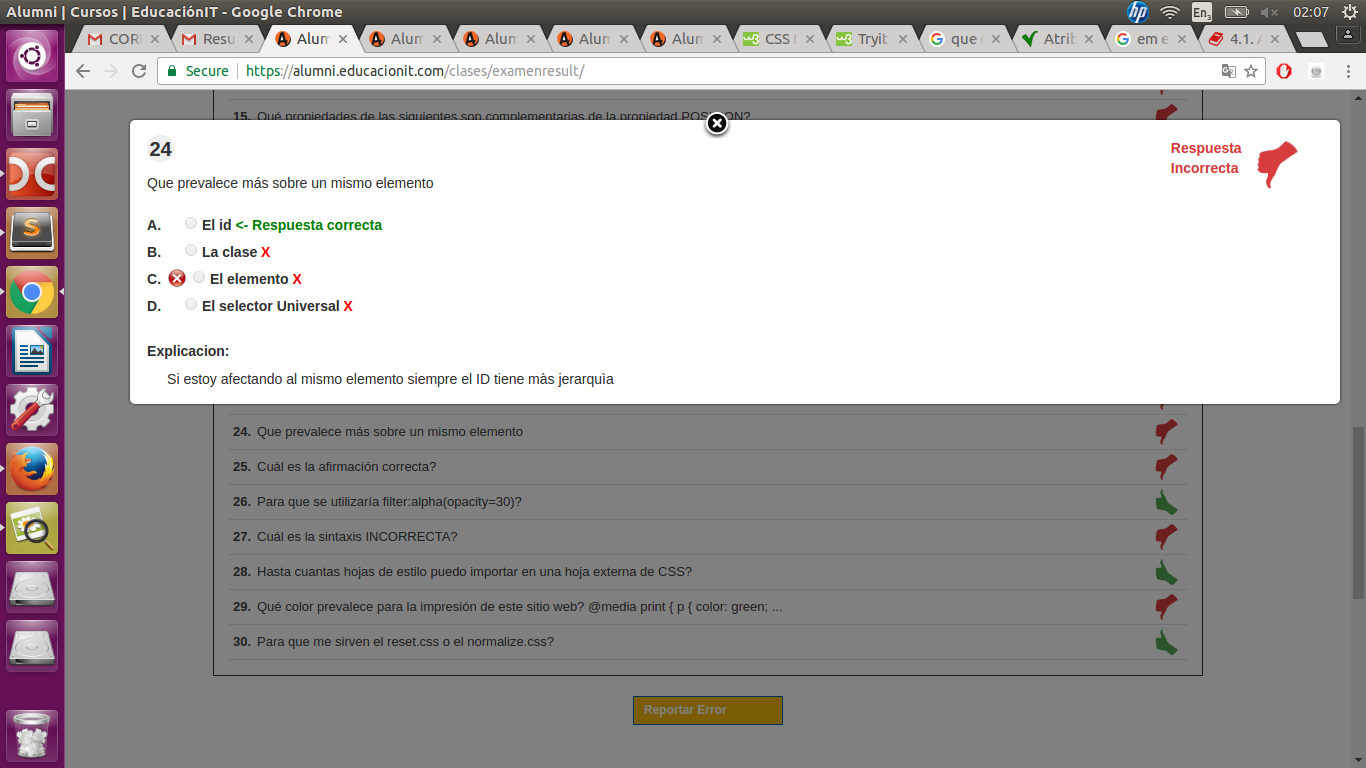 Alumni | Cursos | EducaciónIT - Google Chrome
En3
02:07
CORI
Resu
Alum
Alum
Alum
Alum
Alum
CSS
Tryit
que
Atrib
em e
4.1.
Secure
https://alumni.educacionit.com/clases/examenresult/
15. Qué propiedades de las siguientes son complementarias de la propiedad POSITION?
24
Respuesta
Incorrecta
Que prevalece más sobre un mismo elemento
A. El id <- Respuesta correcta
B. La clase X
C. El elemento X
D. El selector Universal X
Explicacion:
Si estoy afectando al mismo elemento siempre el ID tiene màs jerarquìa
24. Que prevalece más sobre un mismo elemento
25. Cuál es la afirmación correcta?
26. Para que se utilizaría filter:alpha(opacity=30)?
27. Cuál es la sintaxis INCORRECTA?
28. Hasta cuantas hojas de estilo puedo importar en una hoja externa de CSS?
29. Qué color prevalece para la impresión de este sitio web? @media print { p { color: green; ...
30. Para que me sirven el reset.css o el normalize.css?
Reportar Error